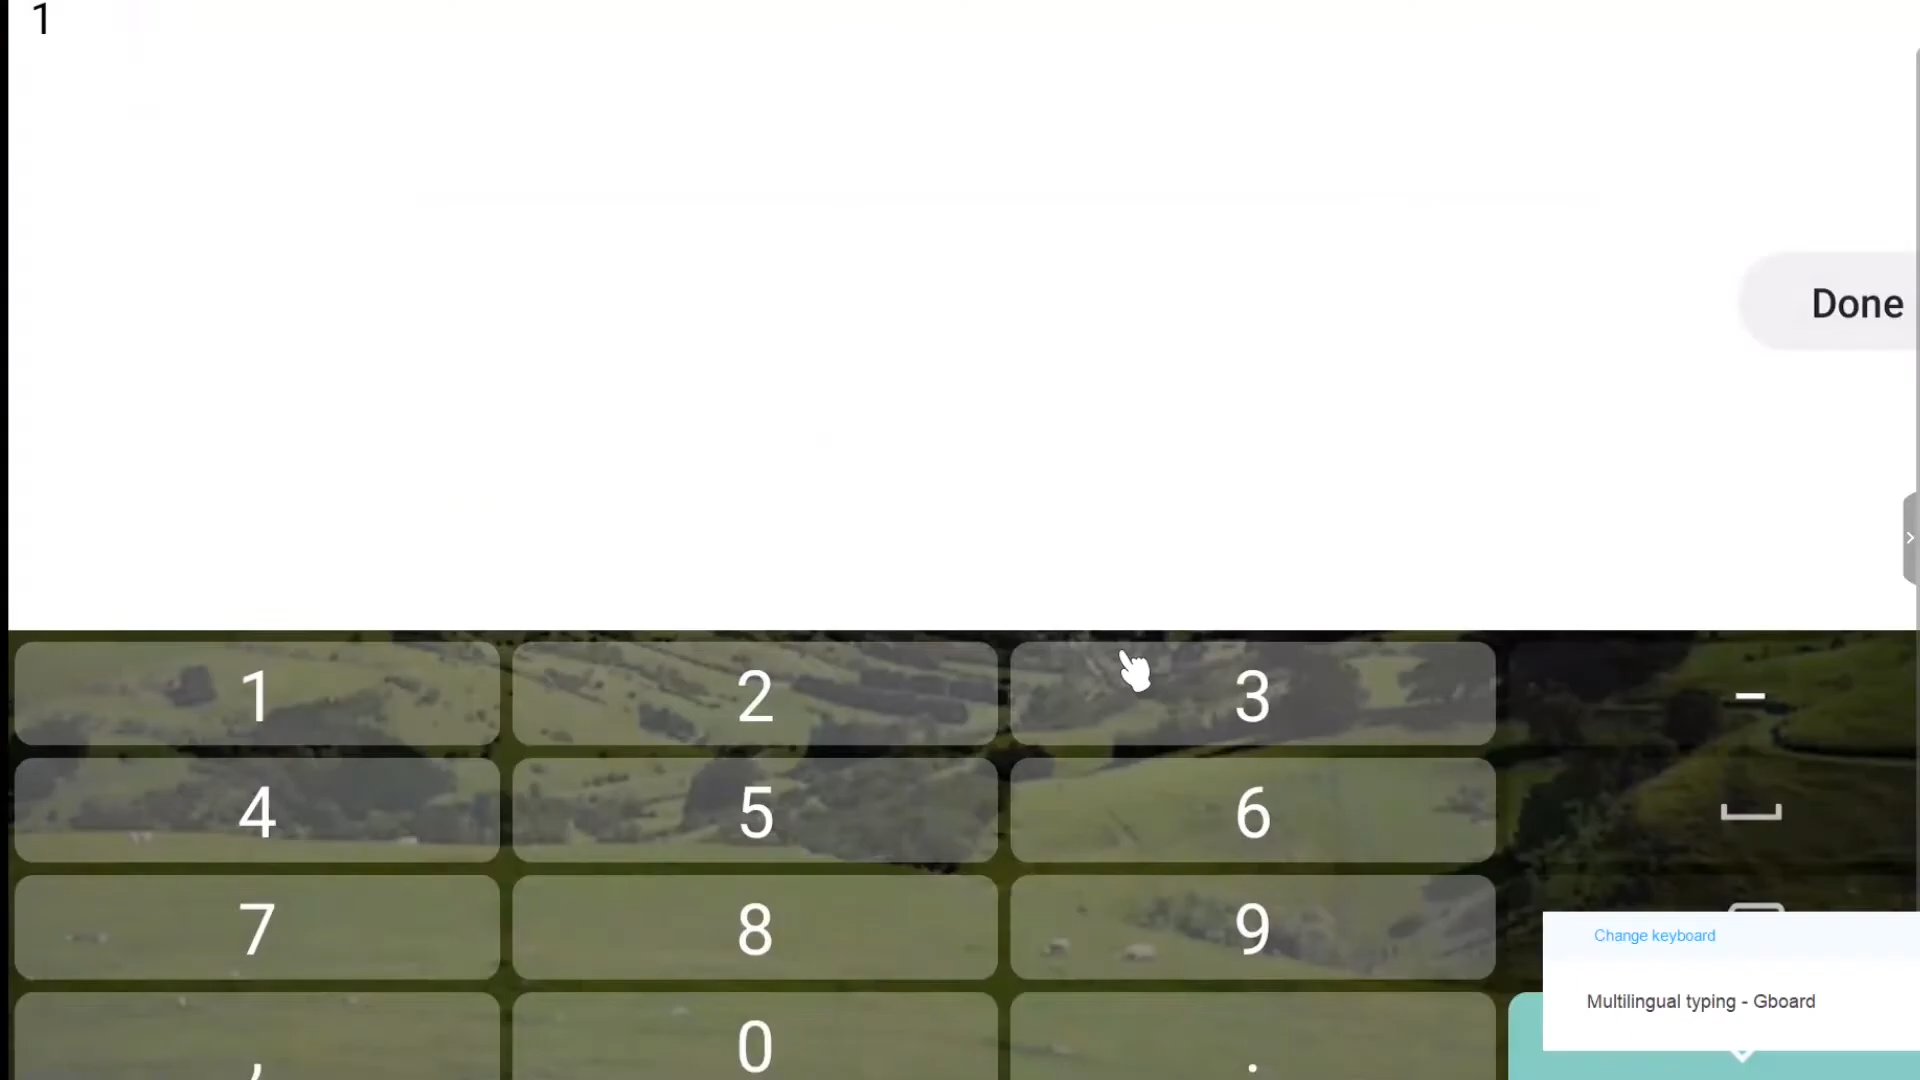 1
Done
1 2 3 -
4 5 6
7 8 9
Change keyboard
Multilingual typing - Gboard
, 0 .